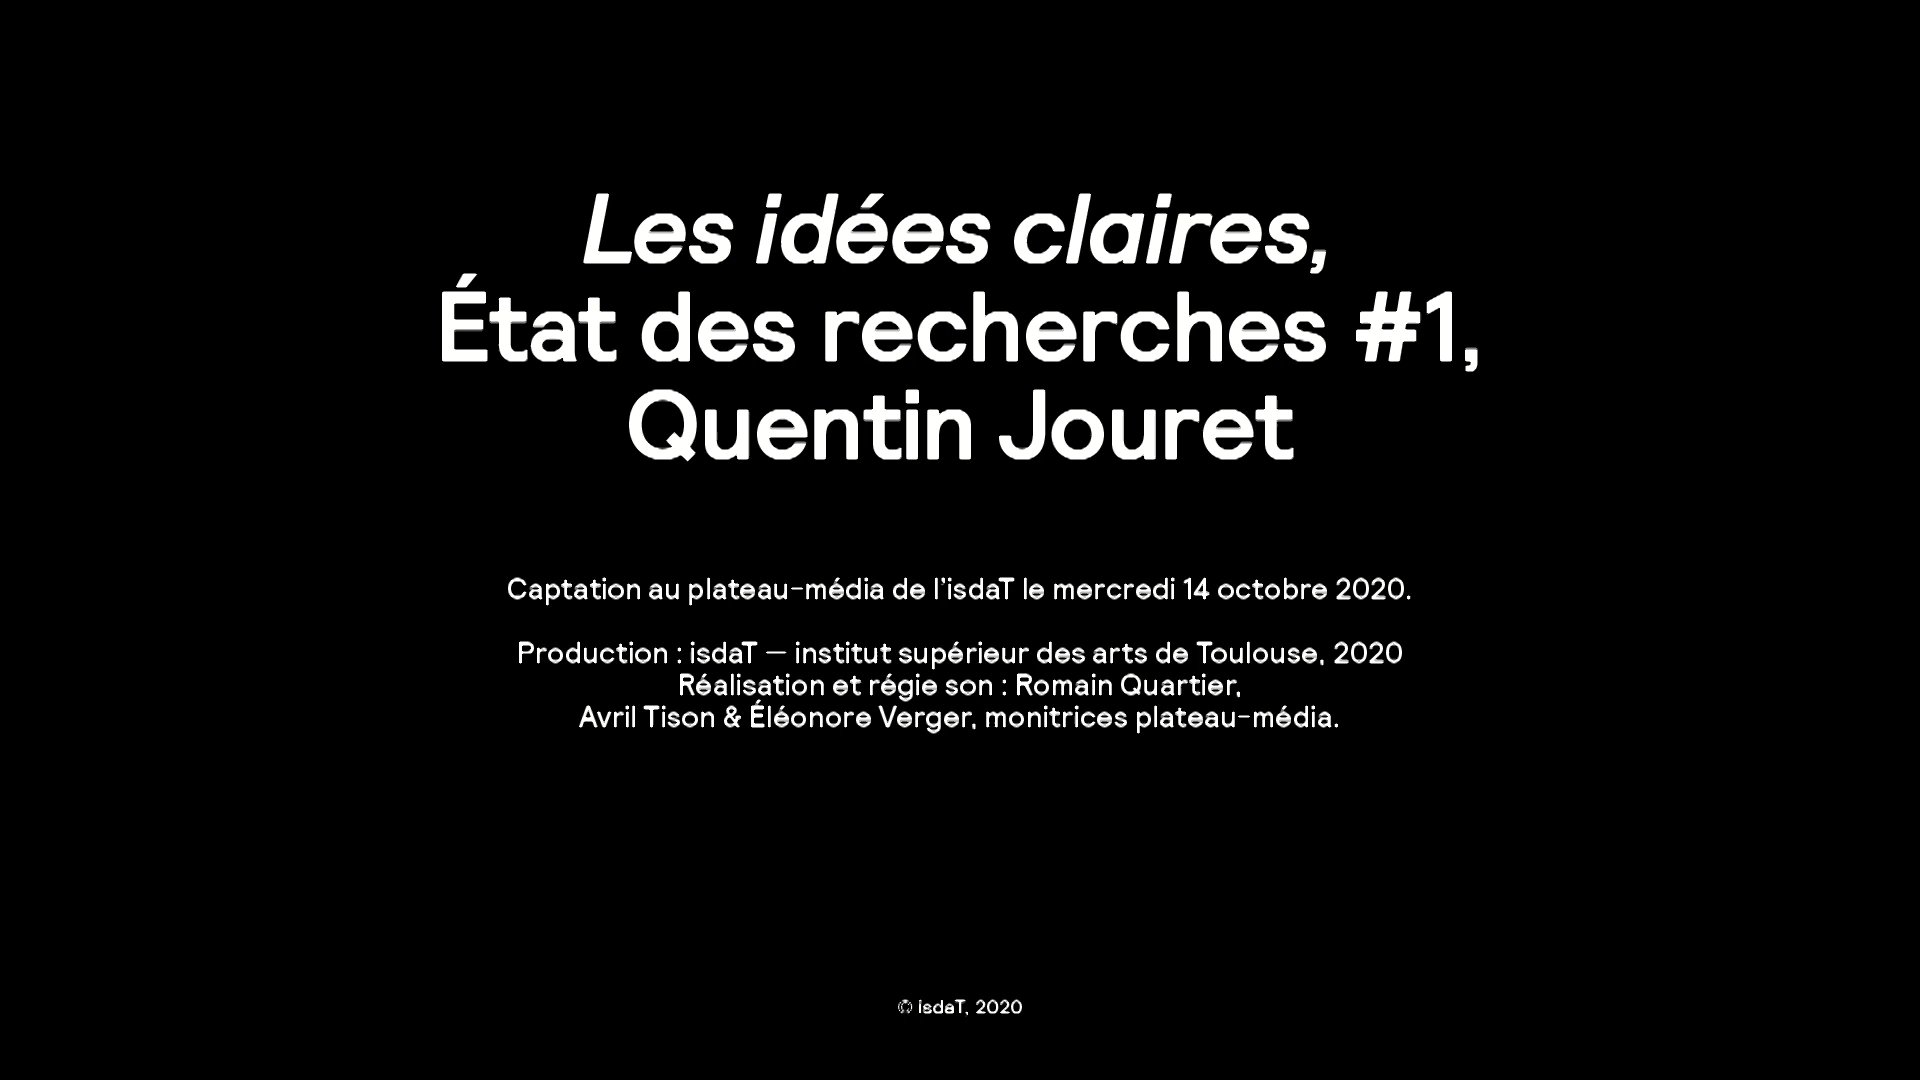 Les idées claires,
État des recherches #1,
Quentin Jouret
Captation au plateau-média de l'isdaT le mercredi 14 octobre 2020.
Production : isdaT — institut supérieur des arts de Toulouse, 2020
Réalisation et régie son : Romain Quartier,
Avril Tison & Éléonore Verger, monitrices plateau-média.
© isdaT, 2020